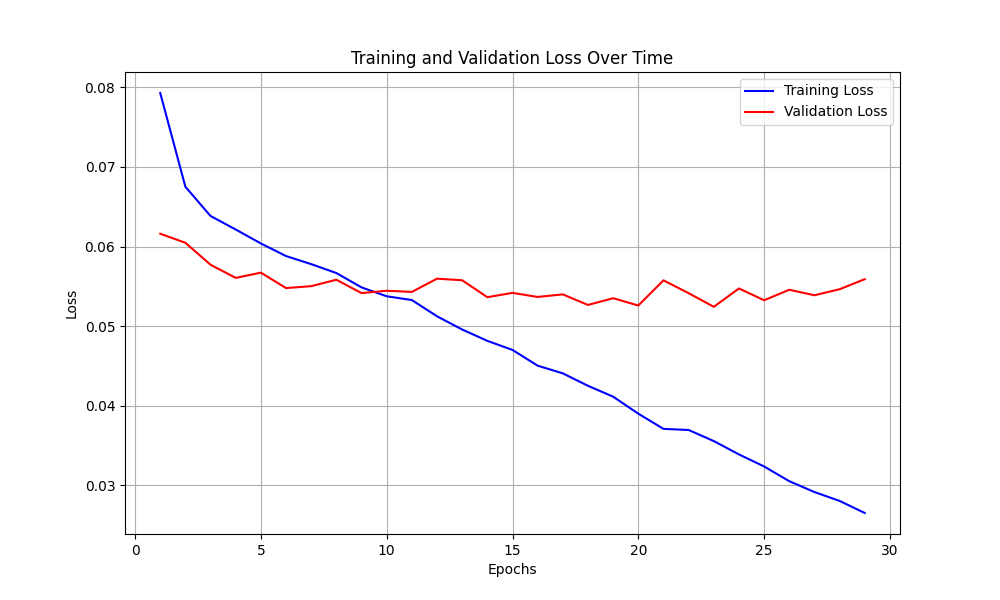 Training and Validation Loss Over Time
Training Loss
Validation Loss
Loss
0.08
0.07
0.06
0.05
0.04
0.03
0 5 10 15 20 25 30
Epochs